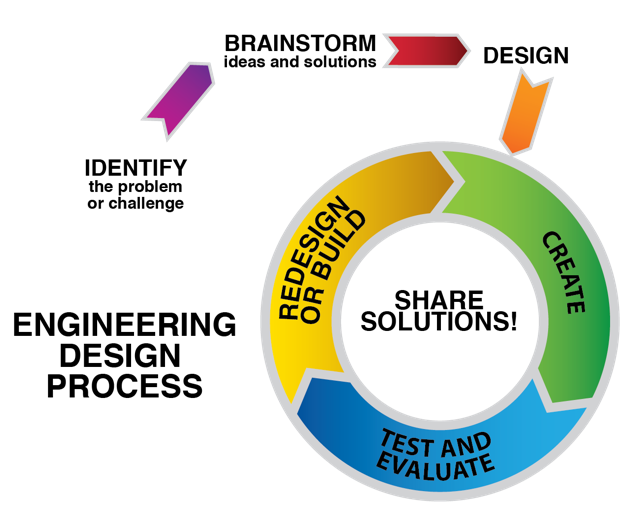 BRAINSTORM
ideas and solutions
DESIGN
IDENTIFY
the problem
or challenge
CREATE
REDESIGN
OR BUILD
SHARE
SOLUTIONS!
ENGINEERING
DESIGN
PROCESS
TEST AND
EVALUATE